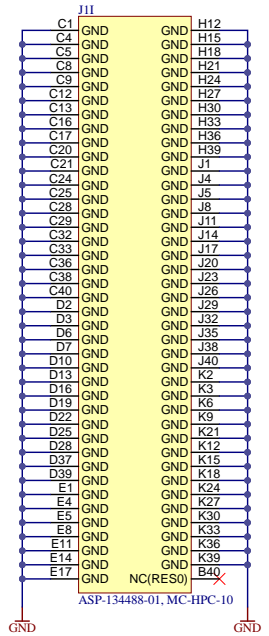 J1I
C1 GND GND H12
C4 GND GND H15
C5 GND GND H18
C8 GND GND H21
C9 GND GND H24
C12 GND GND H27
C13 GND GND H30
C16 GND GND H33
C17 GND GND H36
C20 GND GND H39
C21 GND GND J1
C24 GND GND J4
C25 GND GND J5
C28 GND GND J8
C29 GND GND J11
C32 GND GND J14
C33 GND GND J17
C36 GND GND J20
C38 GND GND J23
C40 GND GND J26
D2 GND GND J29
D3 GND GND J32
D6 GND GND J35
D7 GND GND J38
D10 GND GND J40
D13 GND GND K2
D16 GND GND K3
D19 GND GND K6
D22 GND GND K9
D25 GND GND K21
D28 GND GND K12
D37 GND GND K15
D39 GND GND K18
E1 GND GND K24
E4 GND GND K27
E5 GND GND K30
E8 GND GND K33
E11 GND GND K36
E14 GND GND K39
E17 GND NC(RES0) B40
ASP-134488-01, MC-HPC-10
GND GND